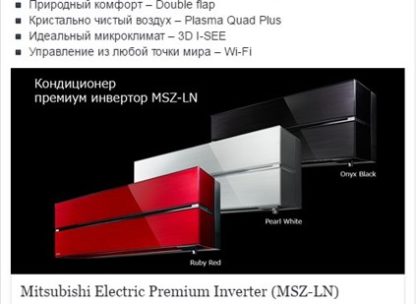 Природный комфорт – Double flap
Кристально чистый воздух – Plasma Quad Plus
Идеальный микроклимат – 3D I-SEE
Управление из любой точки мира – Wi-Fi
Кондиционер
премиум инвертор MSZ-LN
Onyx Black
Pearl White
Ruby Red
Mitsubishi Electric Premium Inverter (MSZ-LN)